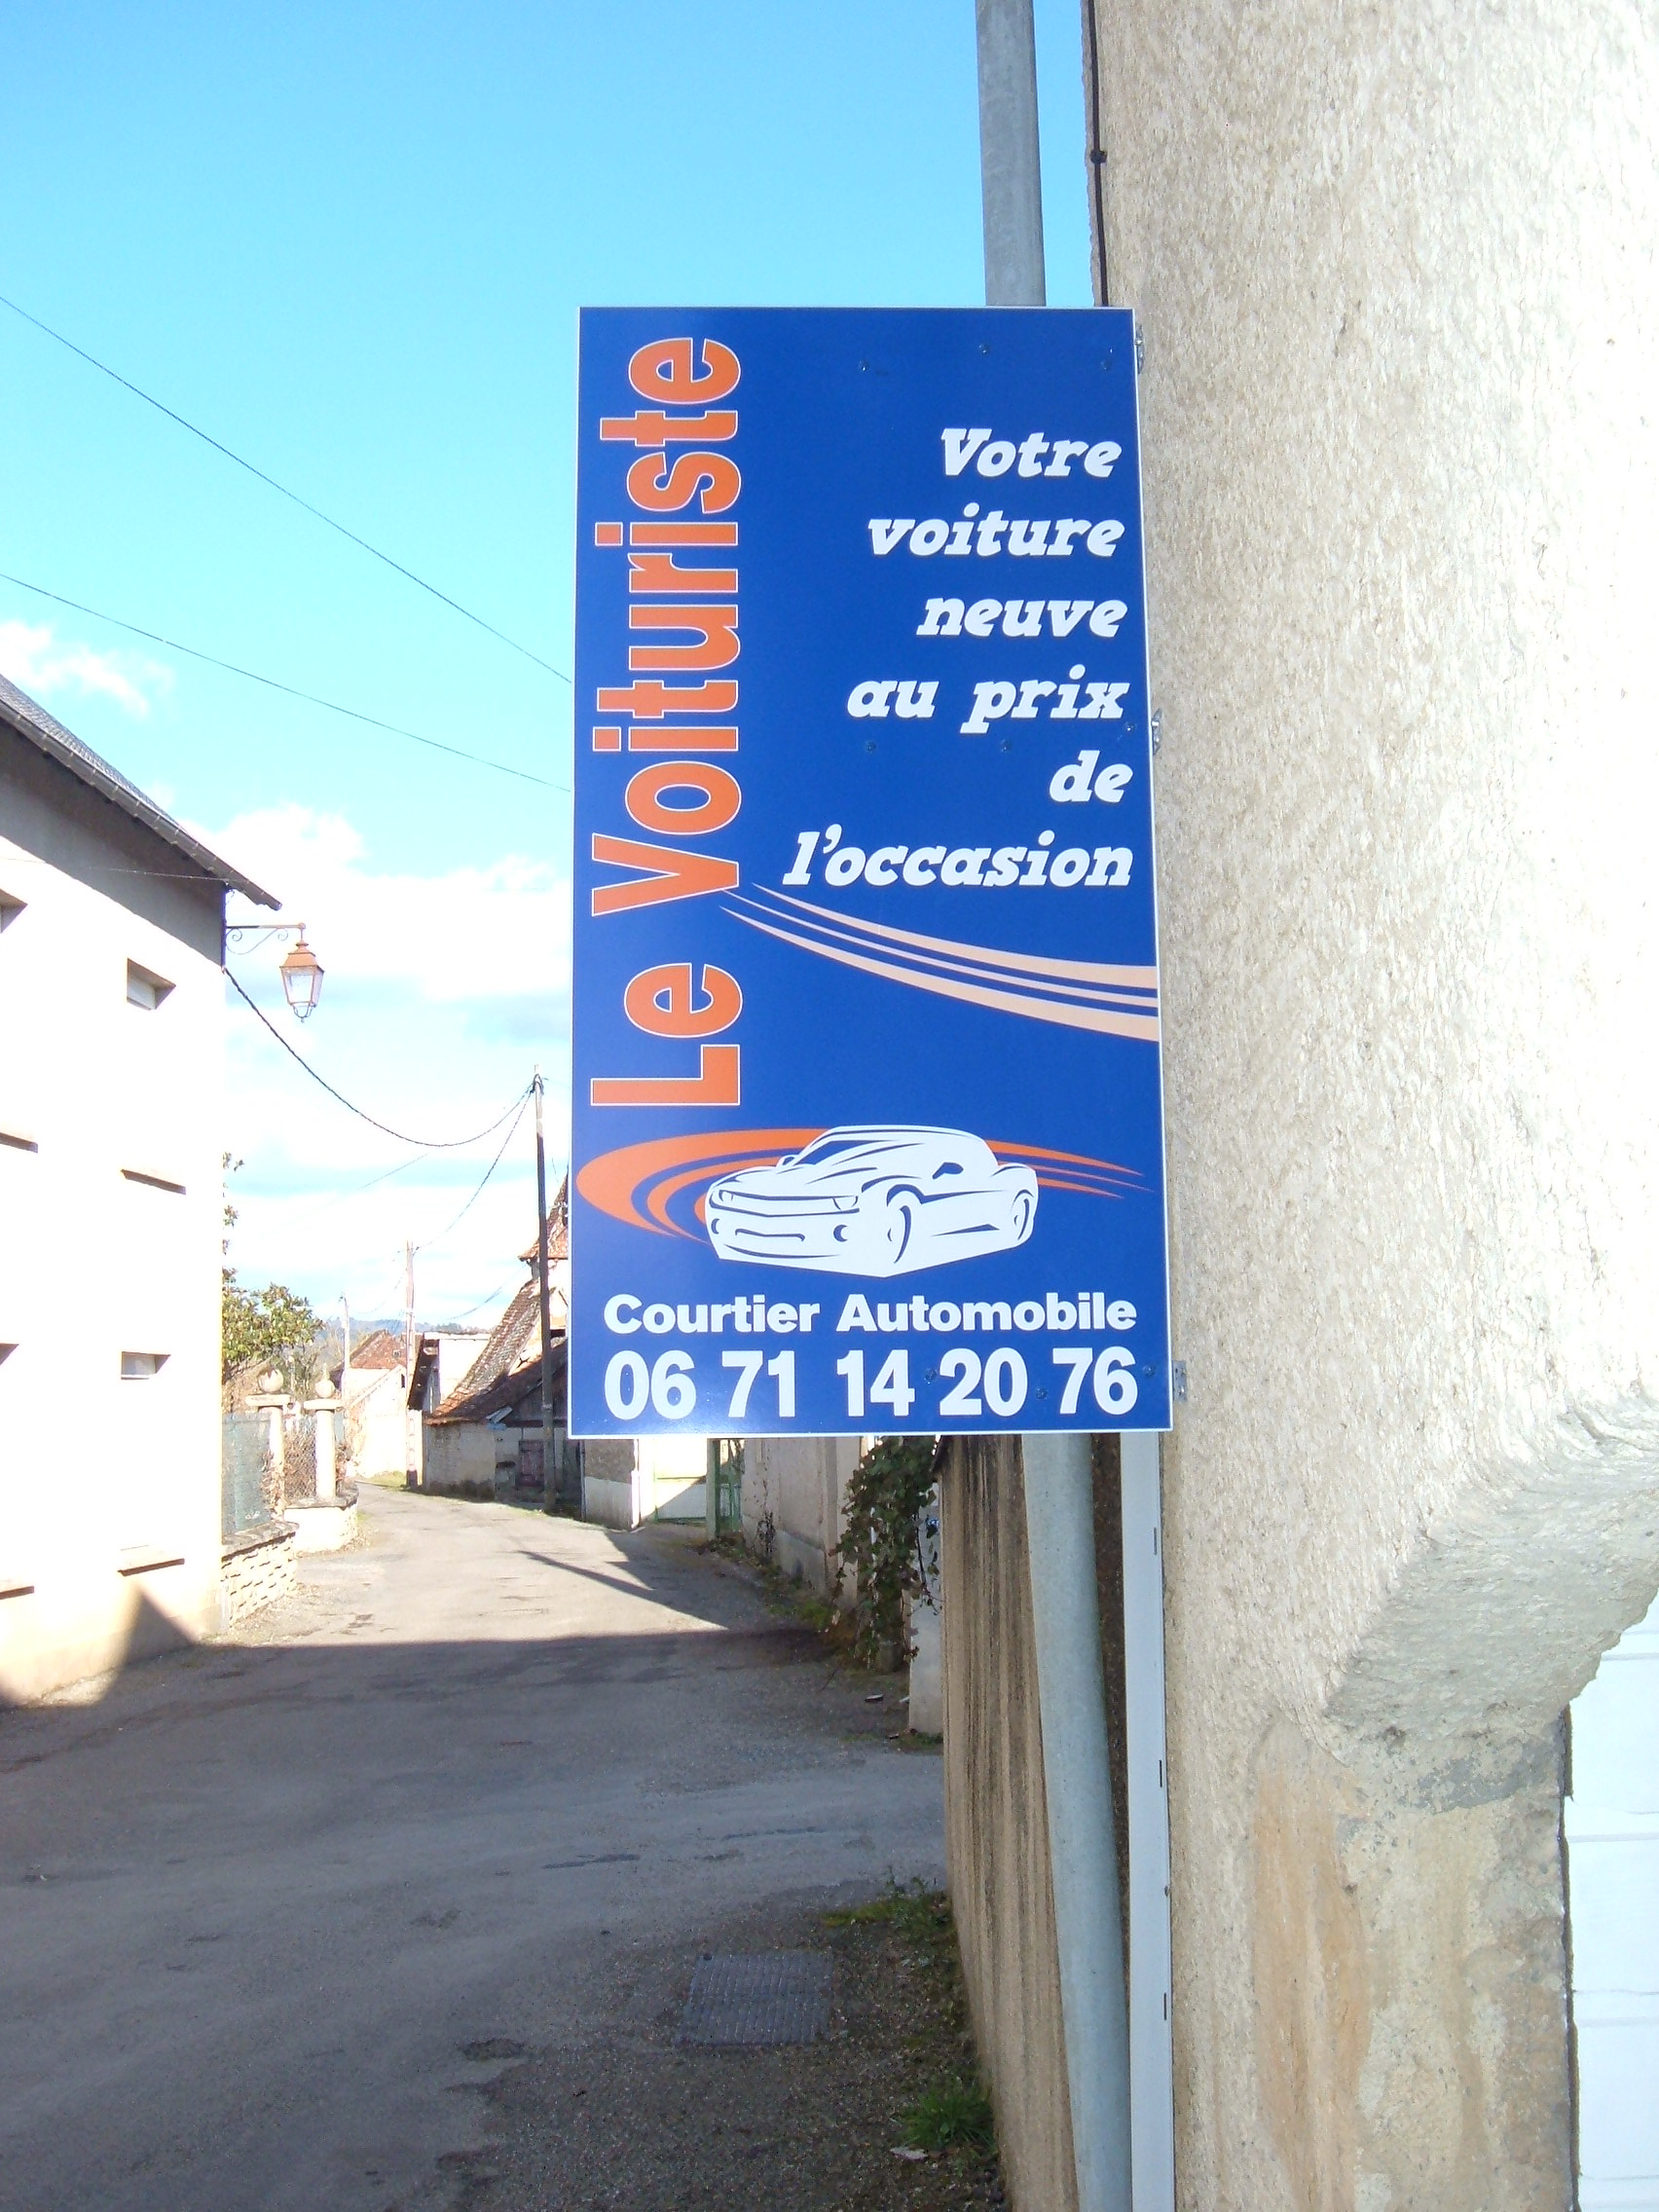 Le Voituriste
Votre
voiture
neuve
au prix
de
l'occasion
Courtier Automobile
06 71 14 20 76